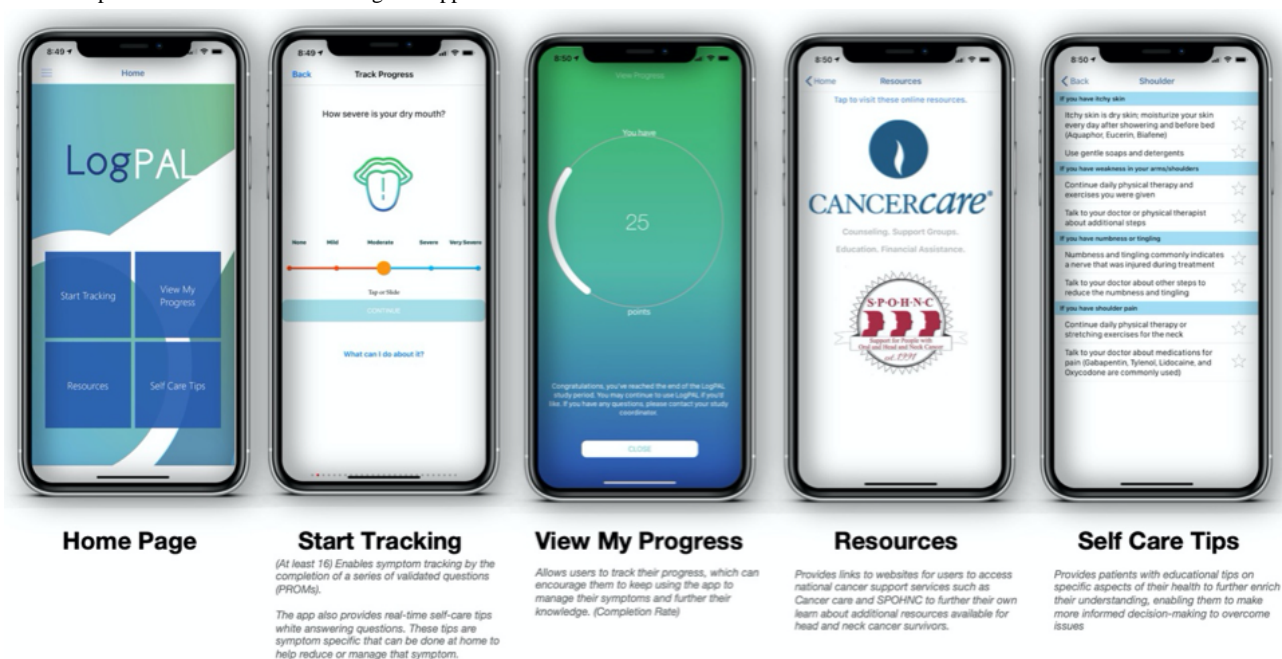 8:49
Home
LogPAL
Start Tracking
View My
Progress
Resources
Self Care Tips
Home Page
8:49
Back
Track Progress
How severe is your dry mouth?
None Mild Moderate Severe Very Severe
Tap or Slide
CONTINUE
What can I do about it?
Start Tracking
(At least 16) Enables symptom tracking by the
completion of a series of validated questions
(PROMs).
The app also provides real-time self-care tips
white answering questions. These tips are
symptom specific that can be done at home to
help reduce or manage that symptom.
8:50
View Progress
You have
25
points
Congratulations, you've reached the end of the LogPAL
study period. You may continue to use LogPAL if you'd
like. If you have any questions, please contact your study
coordinator.
CLOSE
View My Progress
Allows users to track their progress, which can
encourage them to keep using the app to
manage their symptoms and further their
knowledge. (Completion Rate)
8:50
Home
Resources
Tap to visit these online resources.
CANCERcare®
Counseling. Support Groups.
Education. Financial Assistance.
S·P·O·H·N·C
Support for People with
Oral and Head and Neck Cancer
est 1991
Resources
Provides links to websites for users to access
national cancer support services such as
Cancer care and SPOHNC to further their own
learn about additional resources available for
head and neck cancer survivors.
8:50
Back
Shoulder
If you have itchy skin
Itchy skin is dry skin; moisturize your skin
every day after showering and before bed
(Aquaphor, Eucerin, Biafene)
Use gentle soaps and detergents
If you have weakness in your arms/shoulders
Continue daily physical therapy and
exercises you were given
Talk to your doctor or physical therapist
about additional steps
If you have numbness or tingling
Numbness and tingling commonly indicates
a nerve that was injured during treatment
Talk to your doctor about other steps to
reduce the numbness and tingling
If you have shoulder pain
Continue daily physical therapy or
stretching exercises for the neck
Talk to your doctor about medications for
pain (Gabapentin, Tylenol, Lidocaine, and
Oxycodone are commonly used)
Self Care Tips
Provides patients with educational tips on
specific aspects of their health to further enrich
their understanding, enabling them to make
more informed decision-making to overcome
issues